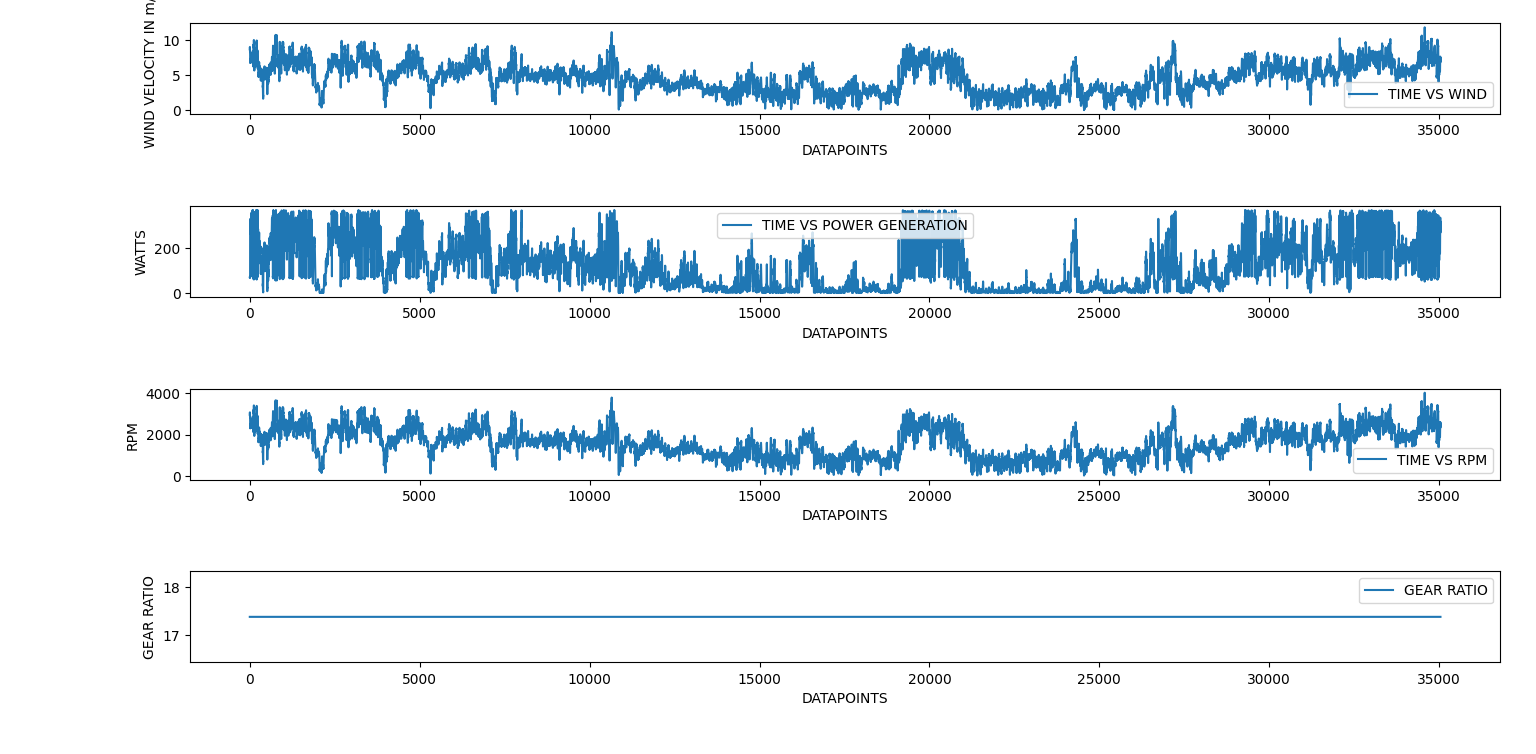 WIND VELOCITY IN m/
10
5
0
TIME VS WIND
0 5000 10000 15000 20000 25000 30000 35000
DATAPOINTS
WATTS
200
0
TIME VS POWER GENERATION
0 5000 10000 15000 20000 25000 30000 35000
DATAPOINTS
RPM
4000
2000
0
TIME VS RPM
0 5000 10000 15000 20000 25000 30000 35000
DATAPOINTS
GEAR RATIO
18
17
GEAR RATIO
0 5000 10000 15000 20000 25000 30000 35000
DATAPOINTS